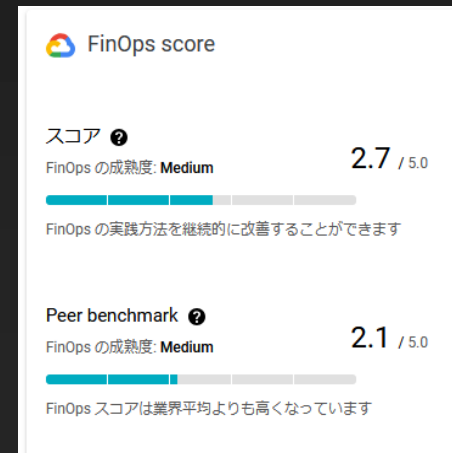 FinOps score
スコア ?
FinOps の成熟度: Medium
2.7 / 5.0
FinOps の実践方法を継続的に改善することができます
Peer benchmark ?
FinOps の成熟度: Medium
2.1 / 5.0
FinOps スコアは業界平均よりも高くなっています